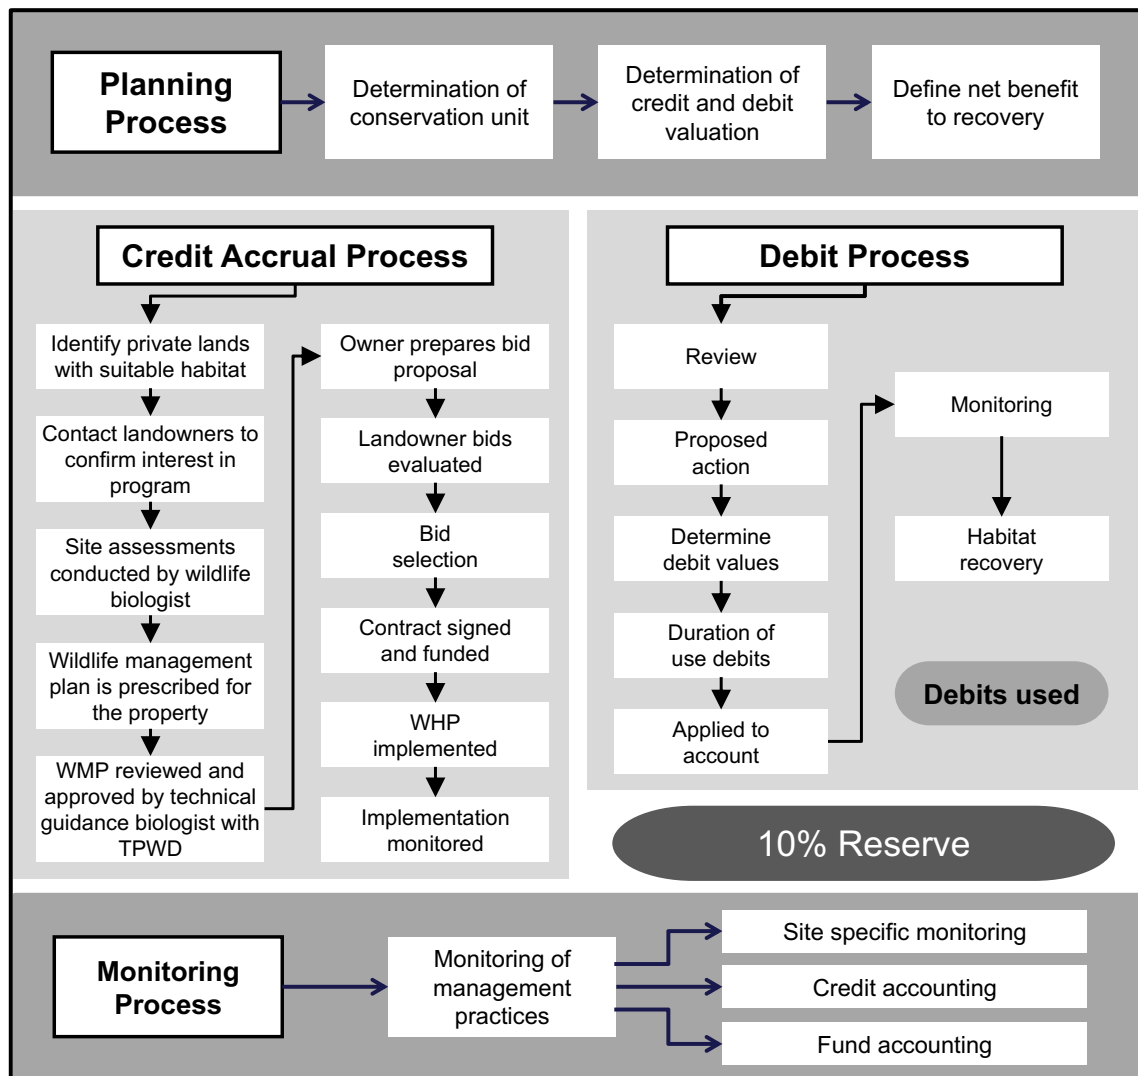 Planning
Process
Determination of
conservation unit
Determination of
credit and debit
valuation
Define net benefit
to recovery
Credit Accrual Process
Identify private lands
with suitable habitat
Contact landowners to
confirm interest in
program
Site assessments
conducted by wildlife
biologist
Wildlife management
plan is prescribed for
the property
WMP reviewed and
approved by technical
guidance biologist with
TPWD
Owner prepares bid
proposal
Landowner bids
evaluated
Bid
selection
Contract signed
and funded
WHP
implemented
Implementation
monitored
Debit Process
Review
Proposed
action
Determine
debit values
Duration of
use debits
Applied to
account
Monitoring
Habitat
recovery
Debits used
10% Reserve
Monitoring
Process
Monitoring of
management
practices
Site specific monitoring
Credit accounting
Fund accounting